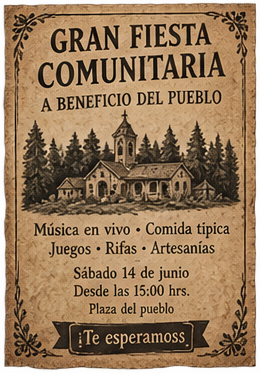 GRAN FIESTA
COMUNITARIA
A BENEFICIO DEL PUEBLO
Música en vivo • Comida típica
Juegos • Rifas • Artesanías
Sábado 14 de junio
Desde las 15:00 hrs.
Plaza del pueblo
¡Te esperamoss